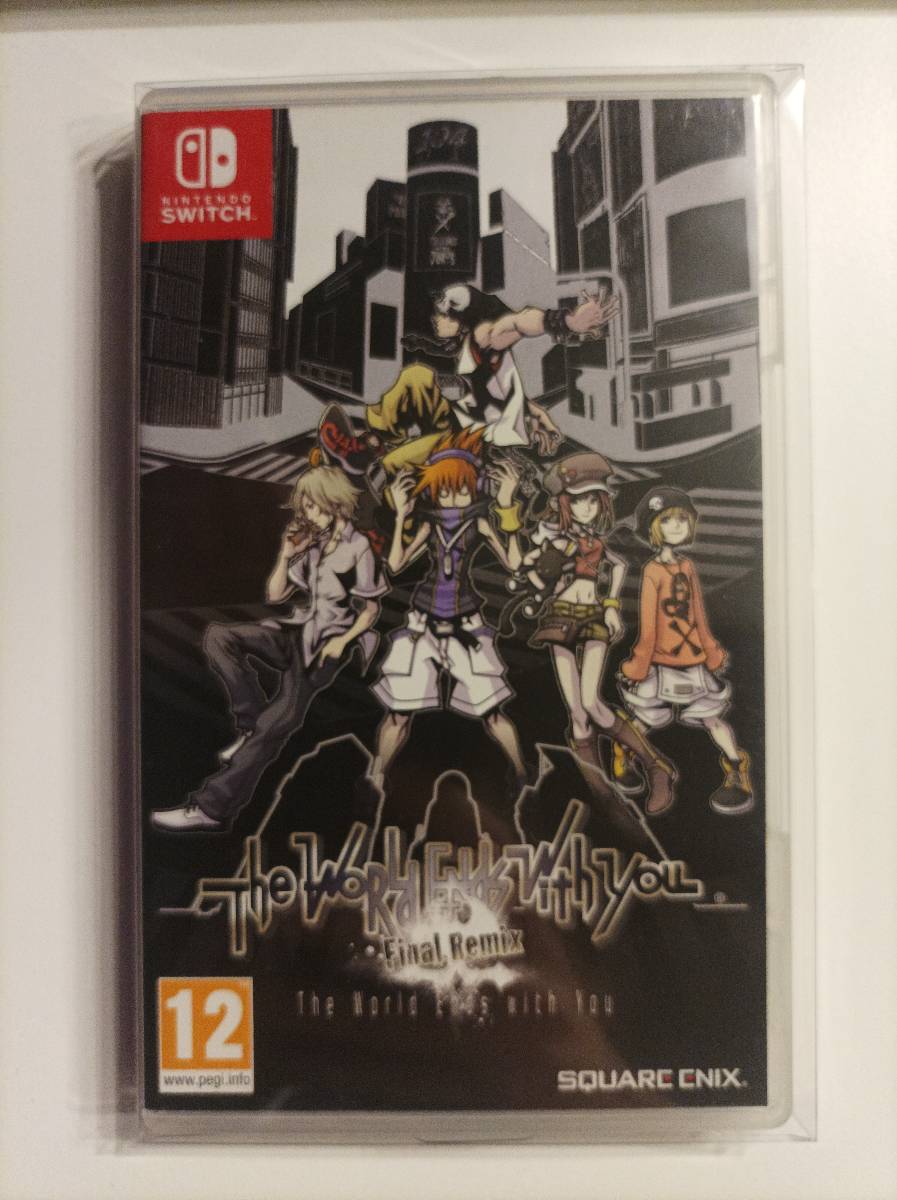 NINTENDO
SWITCH
104
The World Ends With You
Final Remix
The World Ends with You
12
www.pegi.info
SQUARE ENIX